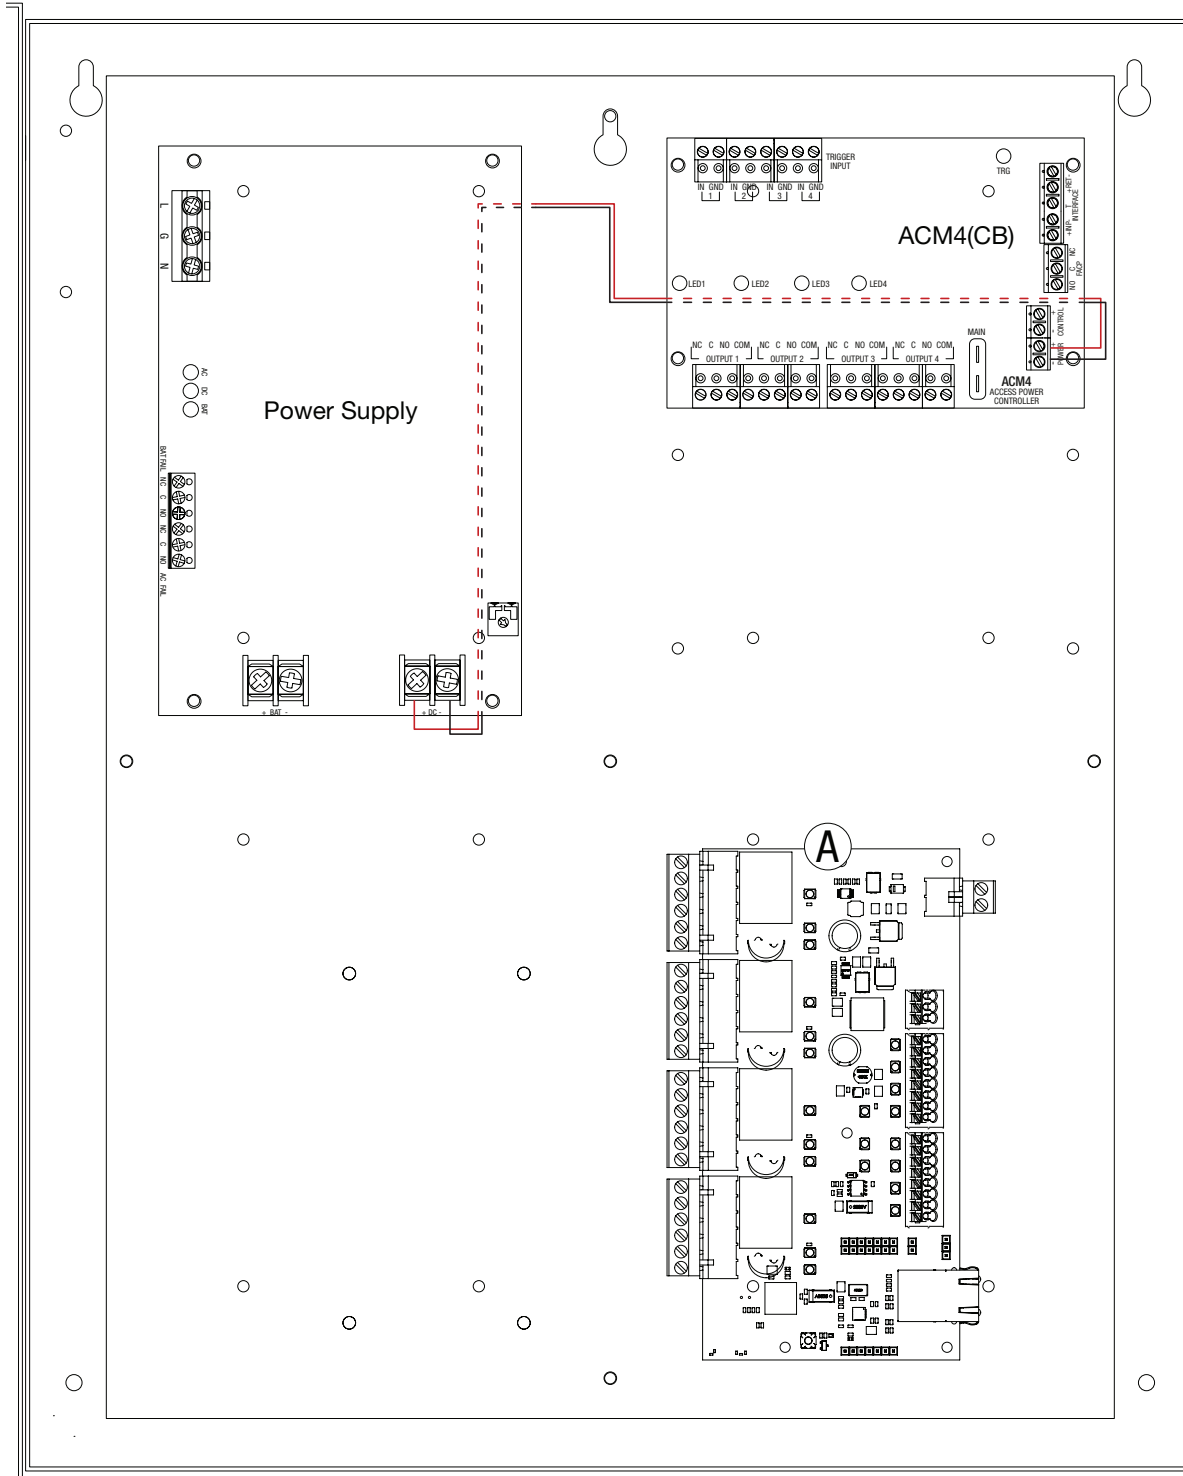 TRIGGER
INPUT
TRG
IN GND IN GND IN GND IN GND
1 2 3 4
+INP- T +RET-
INTERFACE
ACM4(CB)
NO C NC
FACP
L
G
N
LED1 LED2 LED3 LED4
- + CONTROL
- + POWER
MAIN
NC C NO COM NC C NO COM NC C NO COM NC C NO COM
OUTPUT 1 OUTPUT 2 OUTPUT 3 OUTPUT 4
ACM4
ACCESS POWER
CONTROLLER
AC
DC
BAT
Power Supply
BAT FAIL
NC
C
NO
NC
C
NO
AC FAIL
+ BAT -
+ DC -
A